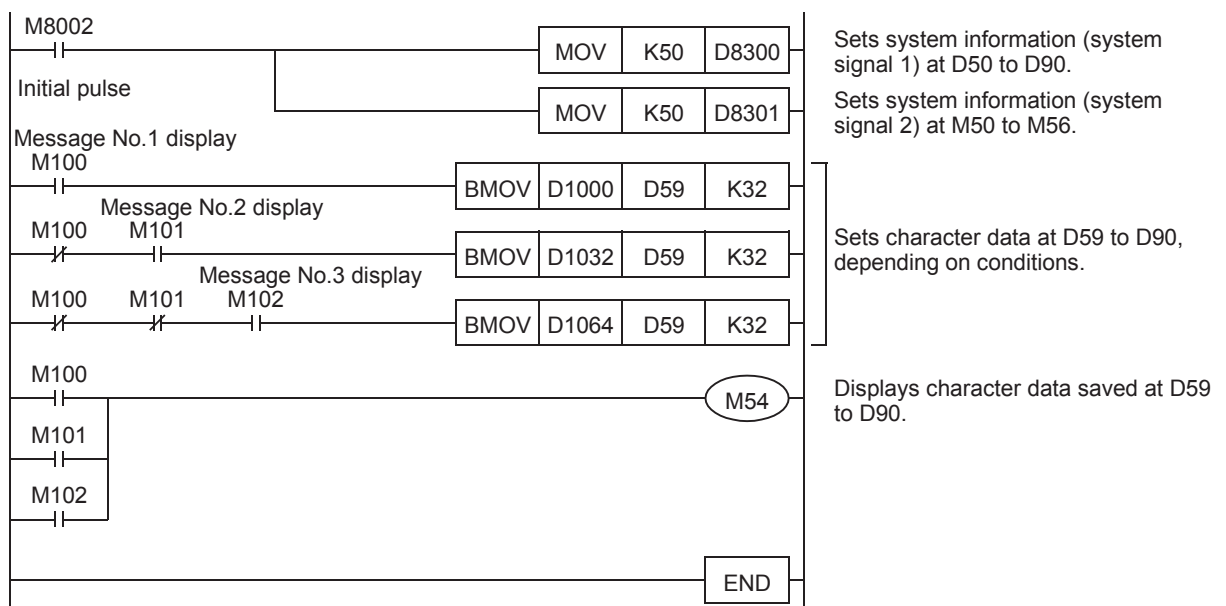 M8002
MOV K50 D8300
Sets system information (system
signal 1) at D50 to D90.
Initial pulse
MOV K50 D8301
Sets system information (system
signal 2) at M50 to M56.
Message No.1 display
M100
BMOV D1000 D59 K32
Message No.2 display
M100 M101
BMOV D1032 D59 K32
Sets character data at D59 to D90,
depending on conditions.
Message No.3 display
M100 M101 M102
BMOV D1064 D59 K32
M100
M54
Displays character data saved at D59
to D90.
M101
M102
END